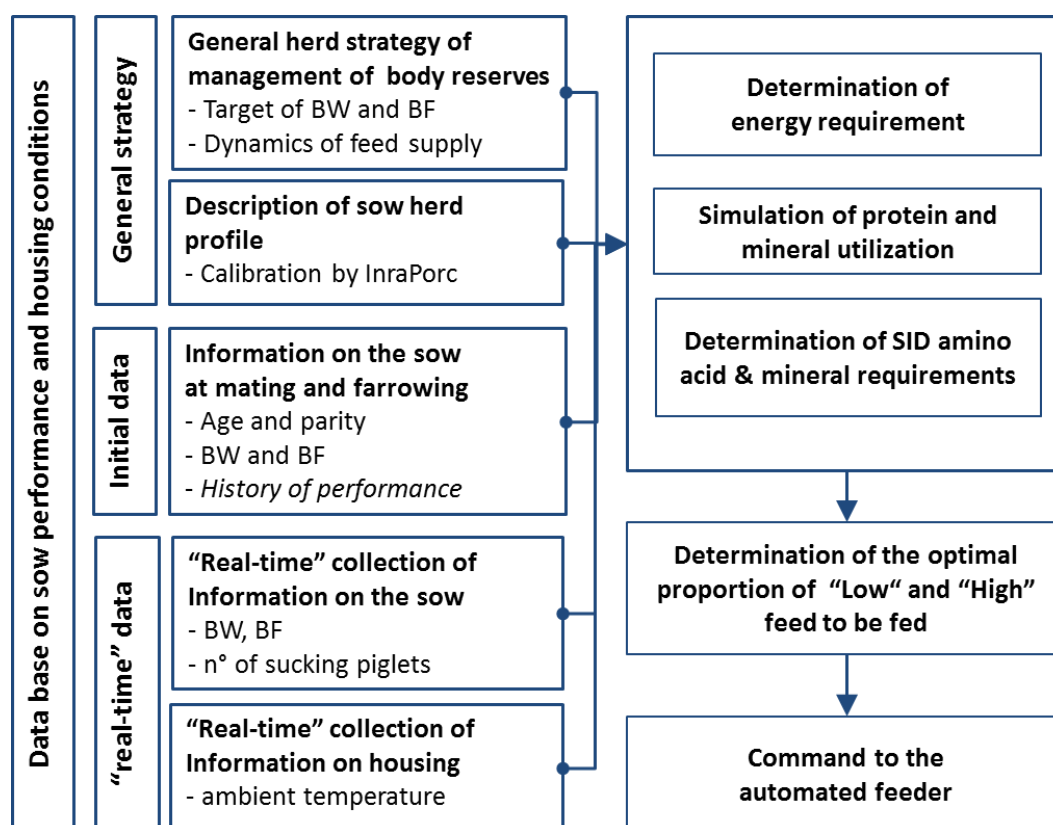 Data base on sow performance and housing conditions
General strategy
General herd strategy of
management of body reserves
- Target of BW and BF
- Dynamics of feed supply
Description of sow herd
profile
- Calibration by InraPorc
Initial data
Information on the sow
at mating and farrowing
- Age and parity
- BW and BF
- History of performance
“real-time” data
“Real-time” collection of
Information on the sow
- BW, BF
- n° of sucking piglets
“Real-time” collection of
Information on housing
- ambient temperature
Determination of
energy requirement
Simulation of protein and
mineral utilization
Determination of SID amino
acid & mineral requirements
Determination of the optimal
proportion of “Low“ and “High”
feed to be fed
Command to the
automated feeder